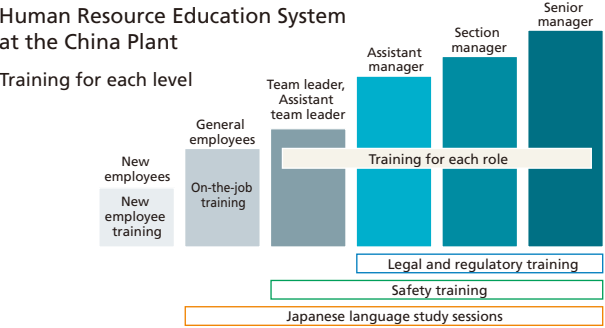 Human Resource Education System
at the China Plant
Training for each level
Senior
manager
Section
manager
Assistant
manager
Team leader,
Assistant
team leader
General
employees
New
employees
Training for each role
On-the-job
training
New
employee
training
Legal and regulatory training
Safety training
Japanese language study sessions